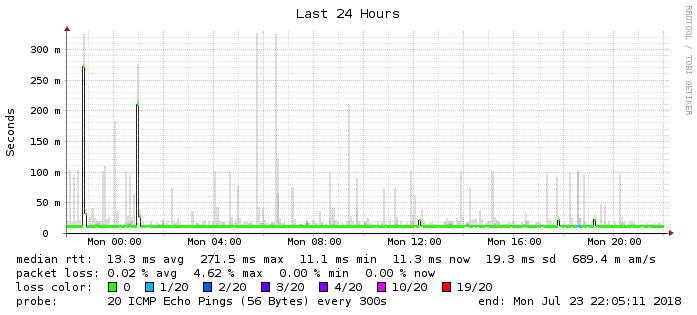 Last 24 Hours
RRDTOOL / TOBI OETIKER
Seconds
300 m
250 m
200 m
150 m
100 m
50 m
0
Mon 00:00 Mon 04:00 Mon 08:00 Mon 12:00 Mon 16:00 Mon 20:00
median rtt: 13.3 ms avg 271.5 ms max 11.1 ms min 11.3 ms now 19.3 ms sd 689.4 m am/s
packet loss: 0.02 % avg 4.62 % max 0.00 % min 0.00 % now
loss color: 0 1/20 2/20 3/20 4/20 10/20 19/20
probe: 20 ICMP Echo Pings (56 Bytes) every 300s end: Mon Jul 23 22:05:11 2018